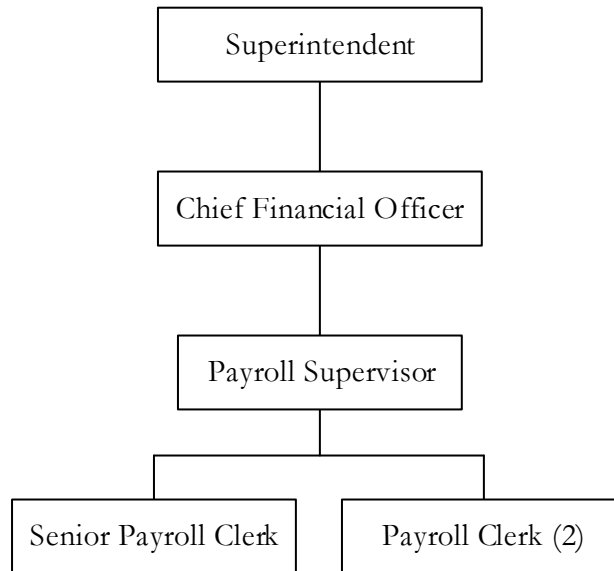 Superintendent
Chief Financial Officer
Payroll Supervisor
Senior Payroll Clerk
Payroll Clerk (2)